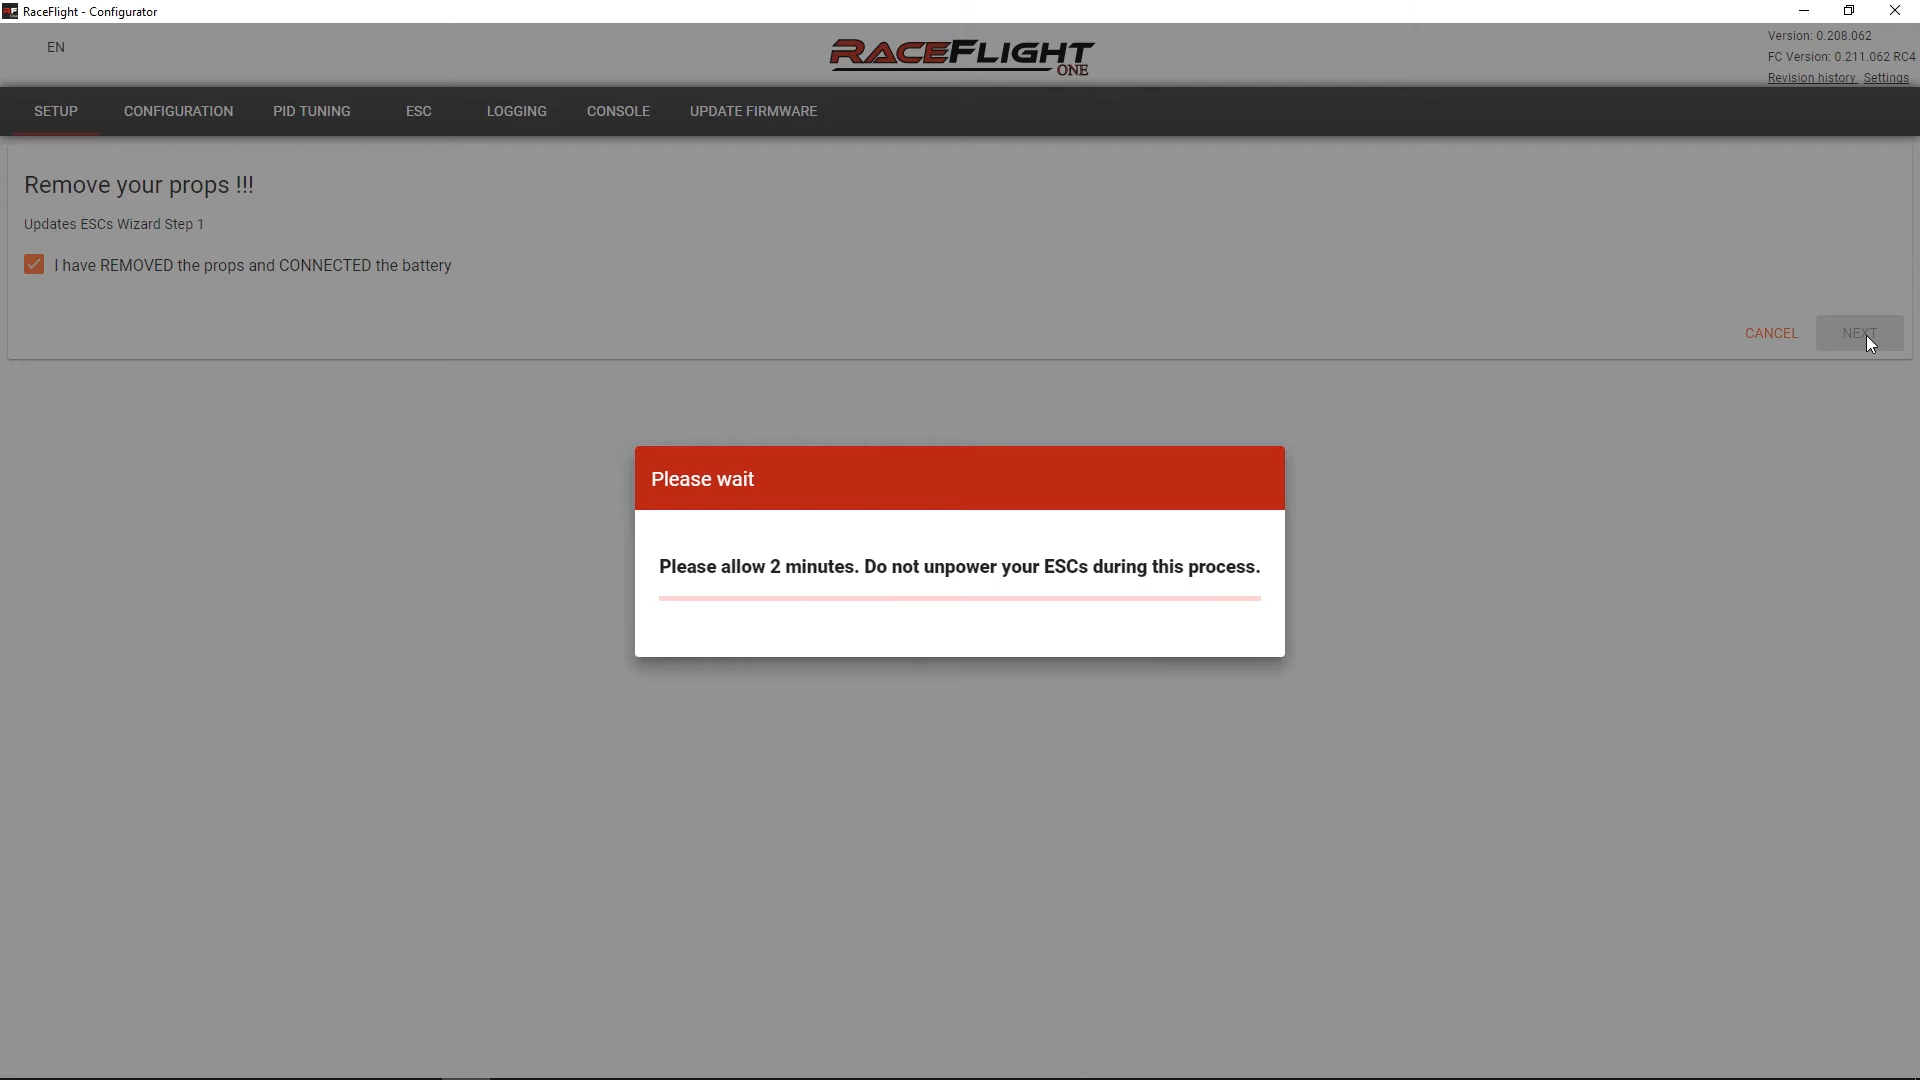 RaceFlight - Configurator
EN
RACEFLIGHT
ONE
Version: 0.208.062
FC Version: 0.211.062 RC4
Revision history Settings
SETUP CONFIGURATION PID TUNING ESC LOGGING CONSOLE UPDATE FIRMWARE
Remove your props !!!
Updates ESCs Wizard Step 1
I have REMOVED the props and CONNECTED the battery
CANCEL NEXT
Please wait
Please allow 2 minutes. Do not unpower your ESCs during this process.